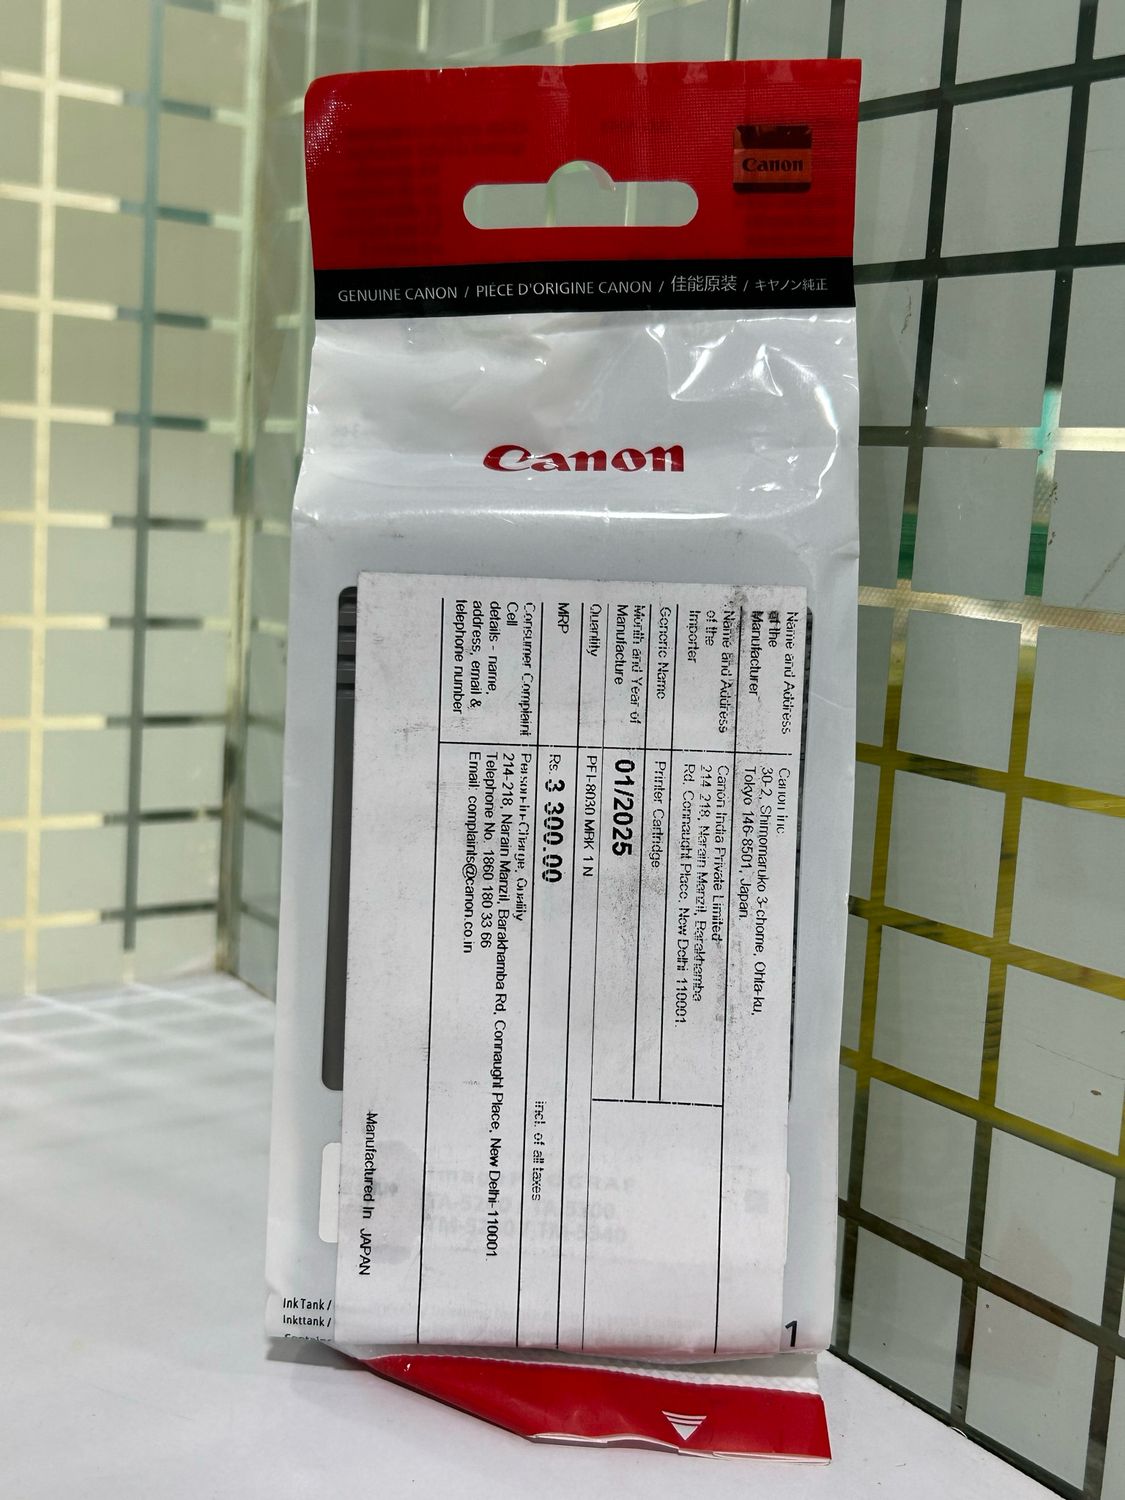 Canon
GENUINE CANON / PIÈCE D'ORIGINE CANON / 佳能原装 / キヤノン純正
Canon
Name and Address
of the
Manufacturer
Canon Inc
30-2, Shimomaruko 3-chome, Ohta-ku,
Tokyo 146-8501, Japan.
Name and Address
of the
Importer
Canon India Private Limited
214-218, Narain Manzil, Barakhamba
Rd, Connaught Place, New Delhi-110001.
Generic Name
Printer Cartridge
Month and Year of
Manufacture
01/2025
Quantity
PFI-8030 MBK 1 N
MRP
Rs. 3 300.00
incl. of all taxes
Consumer Complaint
Cell
details - name,
address, email &
telephone number
Person-In-Charge, Quality
214-218, Narain Manzil, Barakhamba Rd, Connaught Place, New Delhi-110001.
Telephone No. 1860 180 33 66
Email: complaints@canon.co.in
Manufactured In JAPAN
1
Ink Tank /
Inkttank /